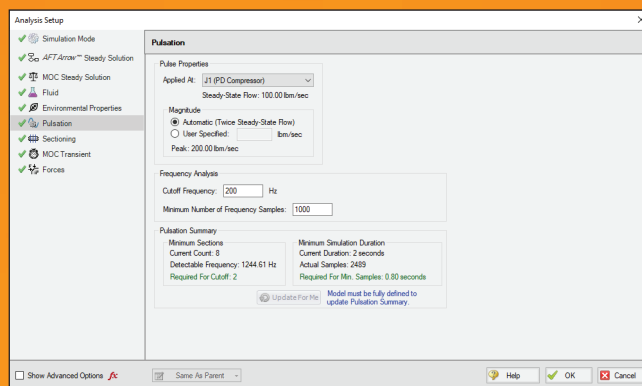 Analysis Setup
Simulation Mode
AFT Arrow™ Steady Solution
MOC Steady Solution
Fluid
Environmental Properties
Pulsation
Sectioning
MOC Transient
Forces
Pulsation
Pulse Properties
Applied At: J1 (PD Compressor)
Steady-State Flow: 100.00 lbm/sec
Magnitude
Automatic (Twice Steady-State Flow)
User Specified: lbm/sec
Peak: 200.00 lbm/sec
Frequency Analysis
Cutoff Frequency: 200 Hz
Minimum Number of Frequency Samples: 1000
Pulsation Summary
Minimum Sections
Current Count: 8
Detectable Frequency: 1244.61 Hz
Required For Cutoff: 2
Minimum Simulation Duration
Current Duration: 2 seconds
Actual Samples: 2489
Required For Min. Samples: 0.80 seconds
Update For Me
Model must be fully defined to
update Pulsation Summary.
Show Advanced Options fx
Same As Parent
Help
OK
Cancel